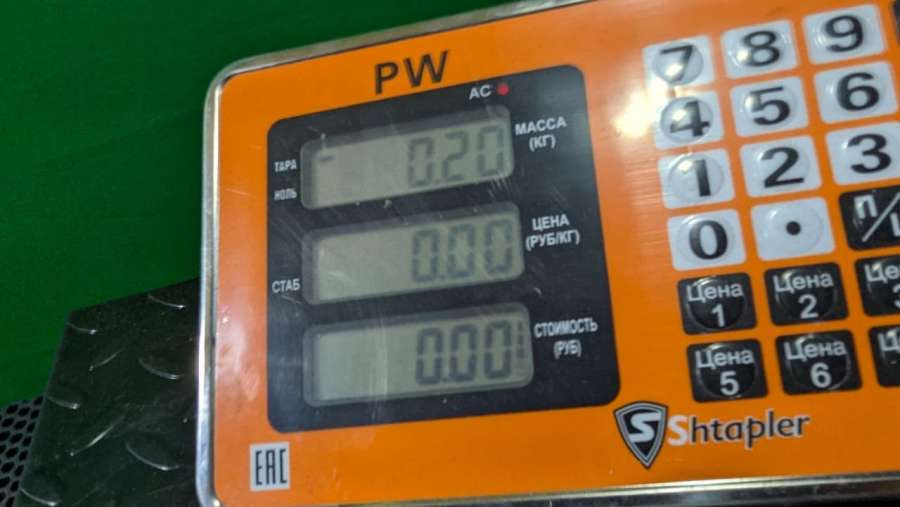 PW
AC
ТАРА
НОЛЬ
0.20
МАССА
(КГ)
СТАБ
0.00
ЦЕНА
(РУБ/КГ)
0.00
СТОИМОСТЬ
(РУБ)
7 8 9
4 5 6
1 2 3
0 •
Цена 1
Цена 2
Цена 5
Цена 6
Shtapler
EAC